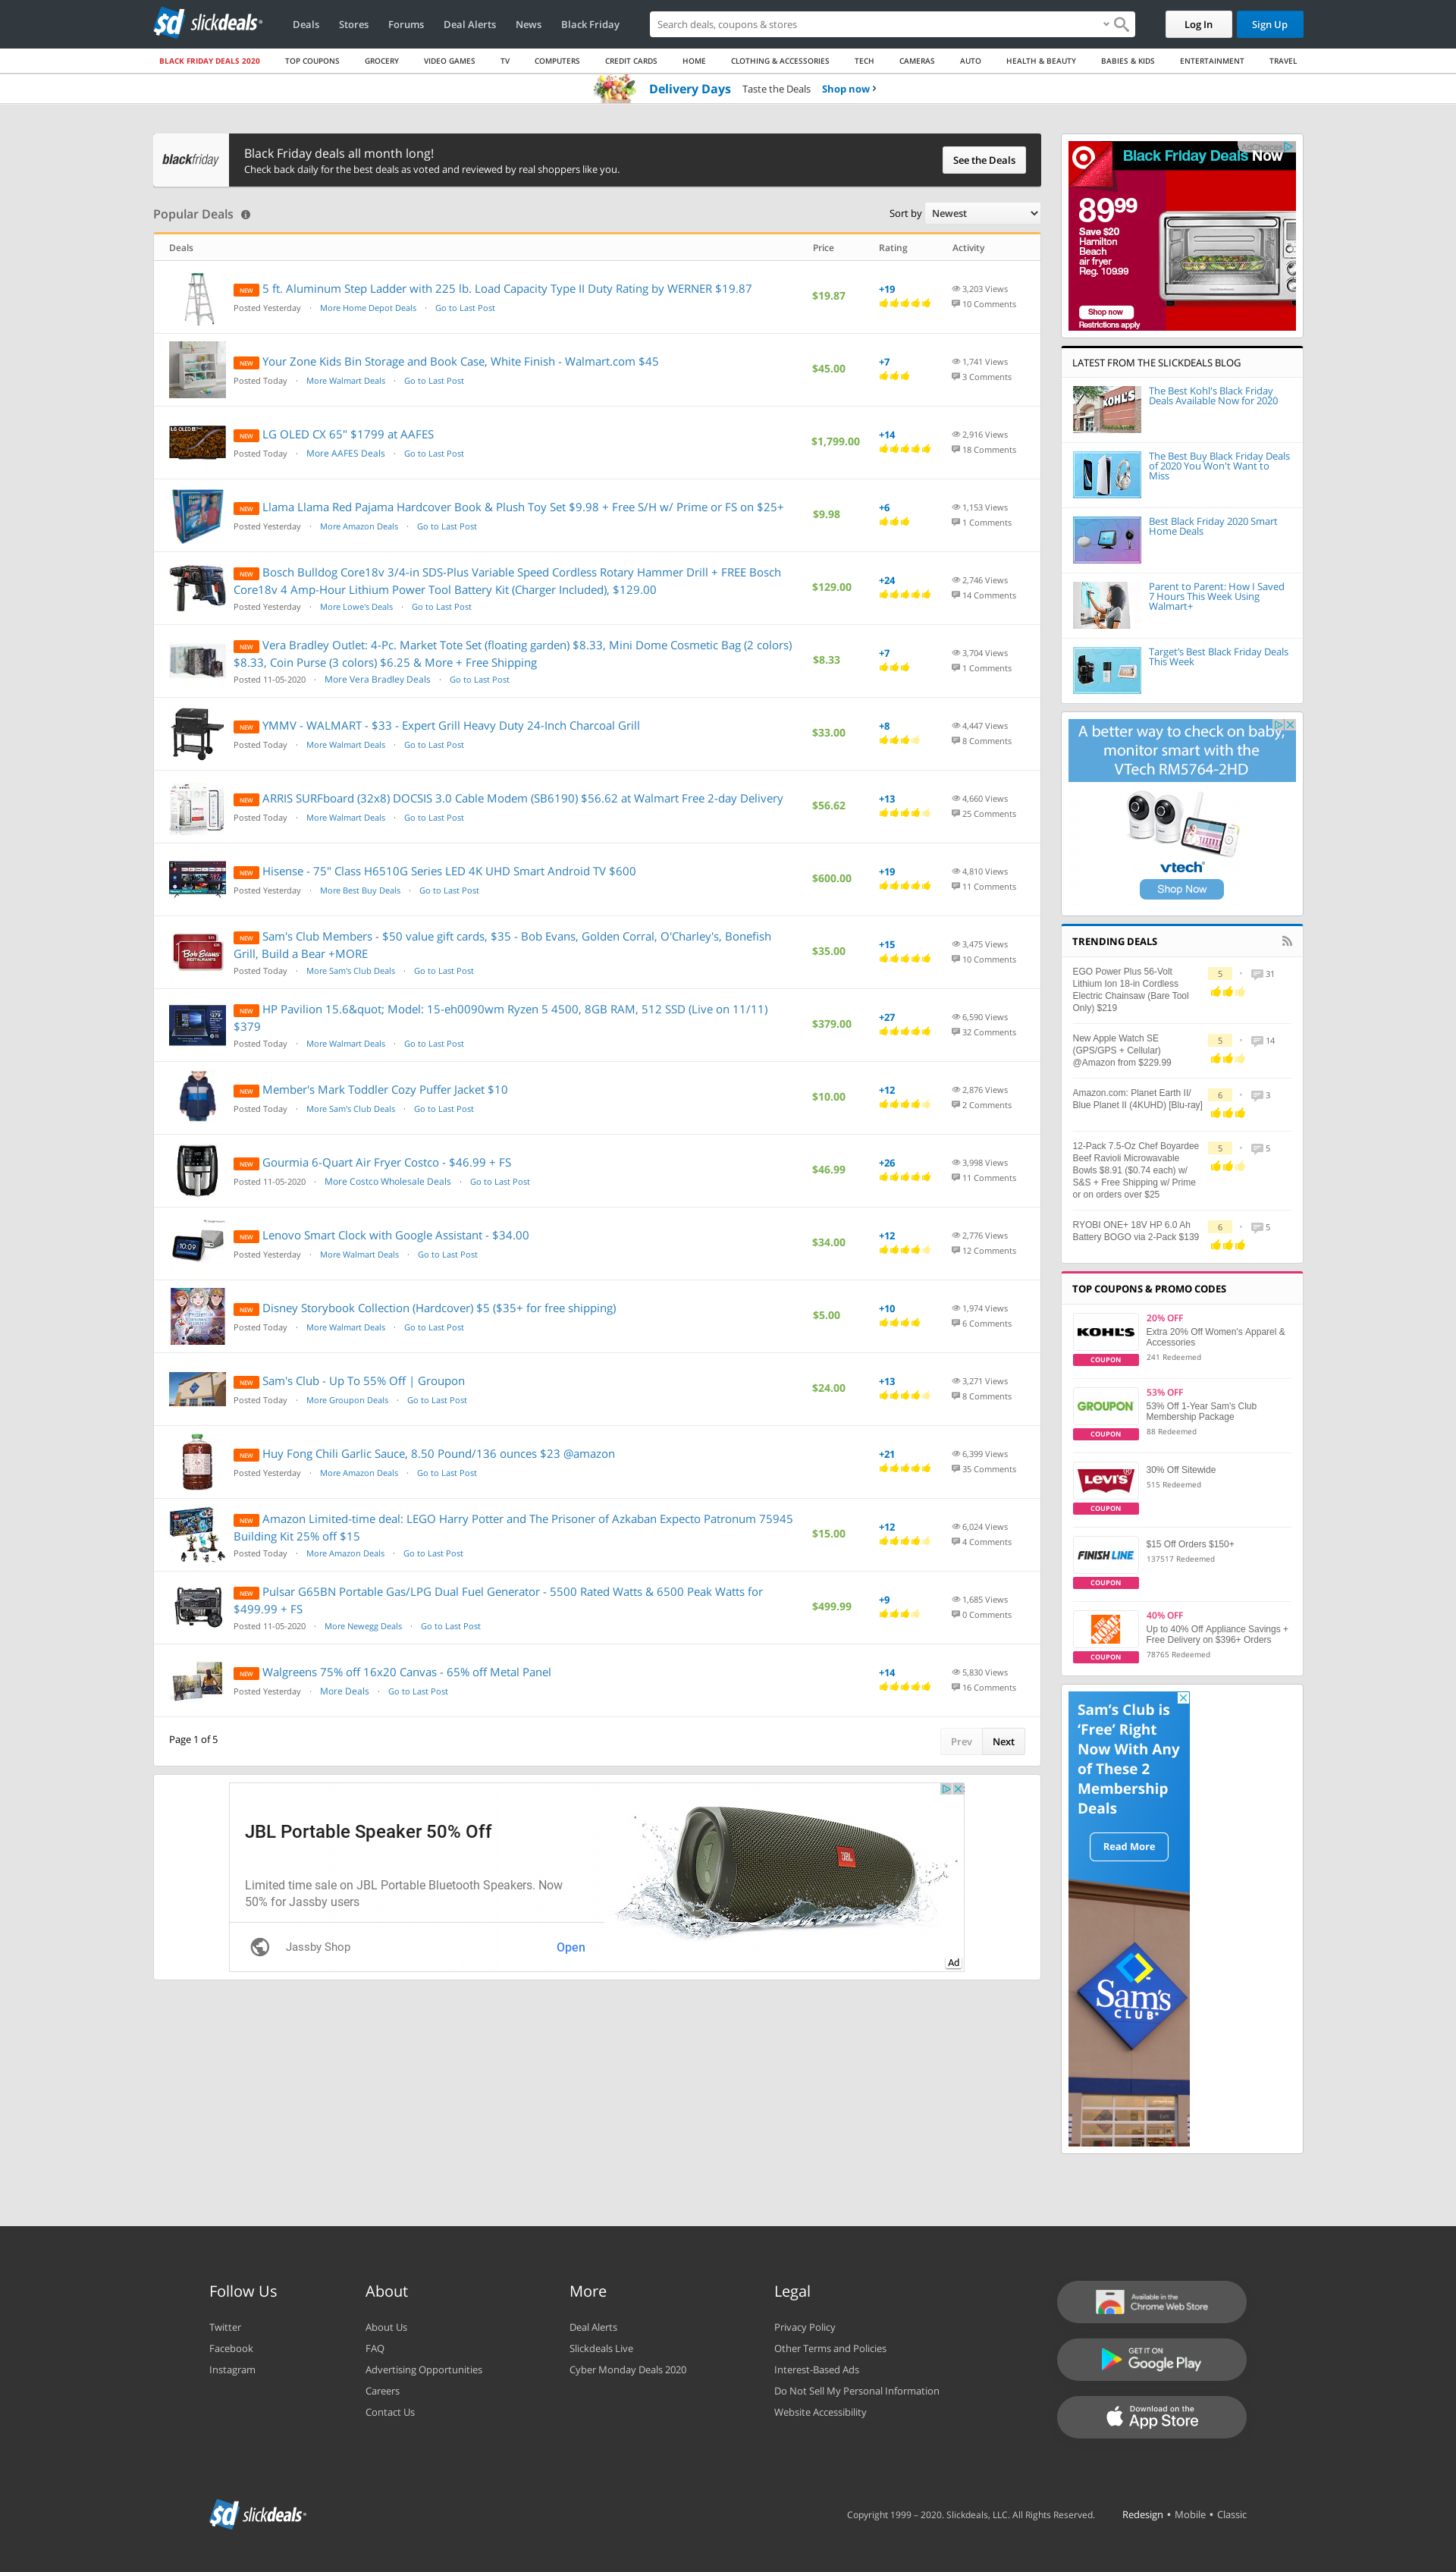 sd slickdeals
Deals Stores Forums Deal Alerts News Black Friday
Search deals, coupons & stores
Log In Sign Up
BLACK FRIDAY DEALS 2020 TOP COUPONS GROCERY VIDEO GAMES TV COMPUTERS CREDIT CARDS HOME CLOTHING & ACCESSORIES TECH CAMERAS AUTO HEALTH & BEAUTY BABIES & KIDS ENTERTAINMENT TRAVEL
Delivery Days Taste the Deals Shop now ›
blackfriday
Black Friday deals all month long!
Check back daily for the best deals as voted and reviewed by real shoppers like you.
See the Deals
Popular Deals
Sort by Newest
Deals Price Rating Activity
NEW 5 ft. Aluminum Step Ladder with 225 lb. Load Capacity Type II Duty Rating by WERNER $19.87
Posted Yesterday · More Home Depot Deals · Go to Last Post
$19.87 +19 3,203 Views
10 Comments
NEW Your Zone Kids Bin Storage and Book Case, White Finish - Walmart.com $45
Posted Today · More Walmart Deals · Go to Last Post
$45.00 +7 1,741 Views
3 Comments
LG OLED
NEW LG OLED CX 65" $1799 at AAFES
Posted Today · More AAFES Deals · Go to Last Post
$1,799.00 +14 2,916 Views
18 Comments
NEW Llama Llama Red Pajama Hardcover Book & Plush Toy Set $9.98 + Free S/H w/ Prime or FS on $25+
Posted Yesterday · More Amazon Deals · Go to Last Post
$9.98 +6 1,153 Views
1 Comments
NEW Bosch Bulldog Core18v 3/4-in SDS-Plus Variable Speed Cordless Rotary Hammer Drill + FREE Bosch
Core18v 4 Amp-Hour Lithium Power Tool Battery Kit (Charger Included), $129.00
Posted Yesterday · More Lowe's Deals · Go to Last Post
$129.00 +24 2,746 Views
14 Comments
NEW Vera Bradley Outlet: 4-Pc. Market Tote Set (floating garden) $8.33, Mini Dome Cosmetic Bag (2 colors)
$8.33, Coin Purse (3 colors) $6.25 & More + Free Shipping
Posted 11-05-2020 · More Vera Bradley Deals · Go to Last Post
$8.33 +7 3,704 Views
1 Comments
NEW YMMV - WALMART - $33 - Expert Grill Heavy Duty 24-Inch Charcoal Grill
Posted Today · More Walmart Deals · Go to Last Post
$33.00 +8 4,447 Views
8 Comments
NEW ARRIS SURFboard (32x8) DOCSIS 3.0 Cable Modem (SB6190) $56.62 at Walmart Free 2-day Delivery
Posted Today · More Walmart Deals · Go to Last Post
$56.62 +13 4,660 Views
25 Comments
NEW Hisense - 75" Class H6510G Series LED 4K UHD Smart Android TV $600
Posted Yesterday · More Best Buy Deals · Go to Last Post
$600.00 +19 4,810 Views
11 Comments
Bob Evans
RESTAURANTS
NEW Sam's Club Members - $50 value gift cards, $35 - Bob Evans, Golden Corral, O'Charley's, Bonefish
Grill, Build a Bear +MORE
Posted Today · More Sam's Club Deals · Go to Last Post
$35.00 +15 3,475 Views
10 Comments
NEW HP Pavilion 15.6&quot; Model: 15-eh0090wm Ryzen 5 4500, 8GB RAM, 512 SSD (Live on 11/11)
$379
Posted Today · More Walmart Deals · Go to Last Post
$379.00 +27 6,590 Views
32 Comments
NEW Member's Mark Toddler Cozy Puffer Jacket $10
Posted Today · More Sam's Club Deals · Go to Last Post
$10.00 +12 2,876 Views
2 Comments
NEW Gourmia 6-Quart Air Fryer Costco - $46.99 + FS
Posted 11-05-2020 · More Costco Wholesale Deals · Go to Last Post
$46.99 +26 3,998 Views
11 Comments
10:09
NEW Lenovo Smart Clock with Google Assistant - $34.00
Posted Yesterday · More Walmart Deals · Go to Last Post
$34.00 +12 2,776 Views
12 Comments
NEW Disney Storybook Collection (Hardcover) $5 ($35+ for free shipping)
Posted Today · More Walmart Deals · Go to Last Post
$5.00 +10 1,974 Views
6 Comments
NEW Sam's Club - Up To 55% Off | Groupon
Posted Today · More Groupon Deals · Go to Last Post
$24.00 +13 3,271 Views
8 Comments
NEW Huy Fong Chili Garlic Sauce, 8.50 Pound/136 ounces $23 @amazon
Posted Yesterday · More Amazon Deals · Go to Last Post
+21 6,399 Views
35 Comments
NEW Amazon Limited-time deal: LEGO Harry Potter and The Prisoner of Azkaban Expecto Patronum 75945
Building Kit 25% off $15
Posted Today · More Amazon Deals · Go to Last Post
$15.00 +12 6,024 Views
4 Comments
NEW Pulsar G65BN Portable Gas/LPG Dual Fuel Generator - 5500 Rated Watts & 6500 Peak Watts for
$499.99 + FS
Posted 11-05-2020 · More Newegg Deals · Go to Last Post
$499.99 +9 1,685 Views
0 Comments
NEW Walgreens 75% off 16x20 Canvas - 65% off Metal Panel
Posted Yesterday · More Deals · Go to Last Post
+14 5,830 Views
16 Comments
Page 1 of 5
Prev Next
JBL Portable Speaker 50% Off
Limited time sale on JBL Portable Bluetooth Speakers. Now
50% for Jassby users
Jassby Shop Open
JBL
Ad
AdChoices
Black Friday Deals Now
89.99
Save $20
Hamilton
Beach
air fryer
Reg. 109.99
Shop now
Restrictions apply
LATEST FROM THE SLICKDEALS BLOG
KOHL'S
The Best Kohl's Black Friday
Deals Available Now for 2020
The Best Buy Black Friday Deals
of 2020 You Won't Want to
Miss
Best Black Friday 2020 Smart
Home Deals
Parent to Parent: How I Saved
7 Hours This Week Using
Walmart+
Target's Best Black Friday Deals
This Week
A better way to check on baby,
monitor smart with the
VTech RM5764-2HD
vtech
Shop Now
TRENDING DEALS
EGO Power Plus 56-Volt
Lithium Ion 18-in Cordless
Electric Chainsaw (Bare Tool
Only) $219
5 • 31
New Apple Watch SE
(GPS/GPS + Cellular)
@Amazon from $229.99
5 • 14
Amazon.com: Planet Earth II/
Blue Planet II (4KUHD) [Blu-ray]
6 • 3
12-Pack 7.5-Oz Chef Boyardee
Beef Ravioli Microwavable
Bowls $8.91 ($0.74 each) w/
S&S + Free Shipping w/ Prime
or on orders over $25
5 • 5
RYOBI ONE+ 18V HP 6.0 Ah
Battery BOGO via 2-Pack $139
6 • 5
TOP COUPONS & PROMO CODES
KOHL'S
COUPON
20% OFF
Extra 20% Off Women's Apparel &
Accessories
241 Redeemed
GROUPON
COUPON
53% OFF
53% Off 1-Year Sam's Club
Membership Package
88 Redeemed
LEVI'S
COUPON
30% Off Sitewide
515 Redeemed
FINISH LINE
COUPON
$15 Off Orders $150+
137517 Redeemed
THE HOME DEPOT
COUPON
40% OFF
Up to 40% Off Appliance Savings +
Free Delivery on $396+ Orders
78765 Redeemed
Sam's Club is
'Free' Right
Now With Any
of These 2
Membership
Deals
Read More
Sam's
CLUB
Follow Us
Twitter
Facebook
Instagram
About
About Us
FAQ
Advertising Opportunities
Careers
Contact Us
More
Deal Alerts
Slickdeals Live
Cyber Monday Deals 2020
Legal
Privacy Policy
Other Terms and Policies
Interest-Based Ads
Do Not Sell My Personal Information
Website Accessibility
Available in the
Chrome Web Store
GET IT ON
Google Play
Download on the
App Store
sd slickdeals
Copyright 1999 – 2020. Slickdeals, LLC. All Rights Reserved. Redesign • Mobile • Classic